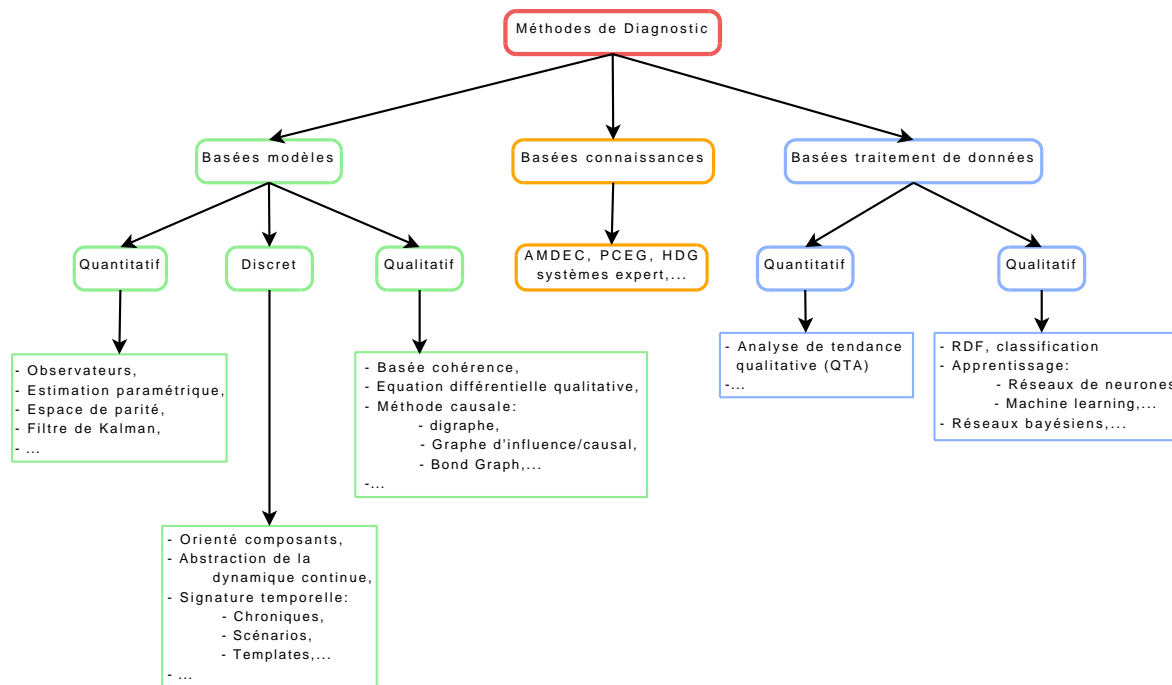 Méthodes de Diagnostic
Basées modèles
Basées connaissances
Basées traitement de données
Quantitatif
Discret
Qualitatif
AMDEC, PCEG, HDG
systèmes expert,...
Quantitatif
Qualitatif
- Observateurs,
- Estimation paramétrique,
- Espace de parité,
- Filtre de Kalman,
- ...
- Basée cohérence,
- Equation différentielle qualitative,
- Méthode causale:
- digraphe,
- Graphe d'influence/causal,
- Bond Graph,...
-...
- Analyse de tendance
qualitative (QTA)
-...
- RDF, classification
- Apprentissage:
- Réseaux de neurones
- Machine learning,...
- Réseaux bayésiens,...
- Orienté composants,
- Abstraction de la
dynamique continue,
- Signature temporelle:
- Chroniques,
- Scénarios,
- Templates,...
- ...